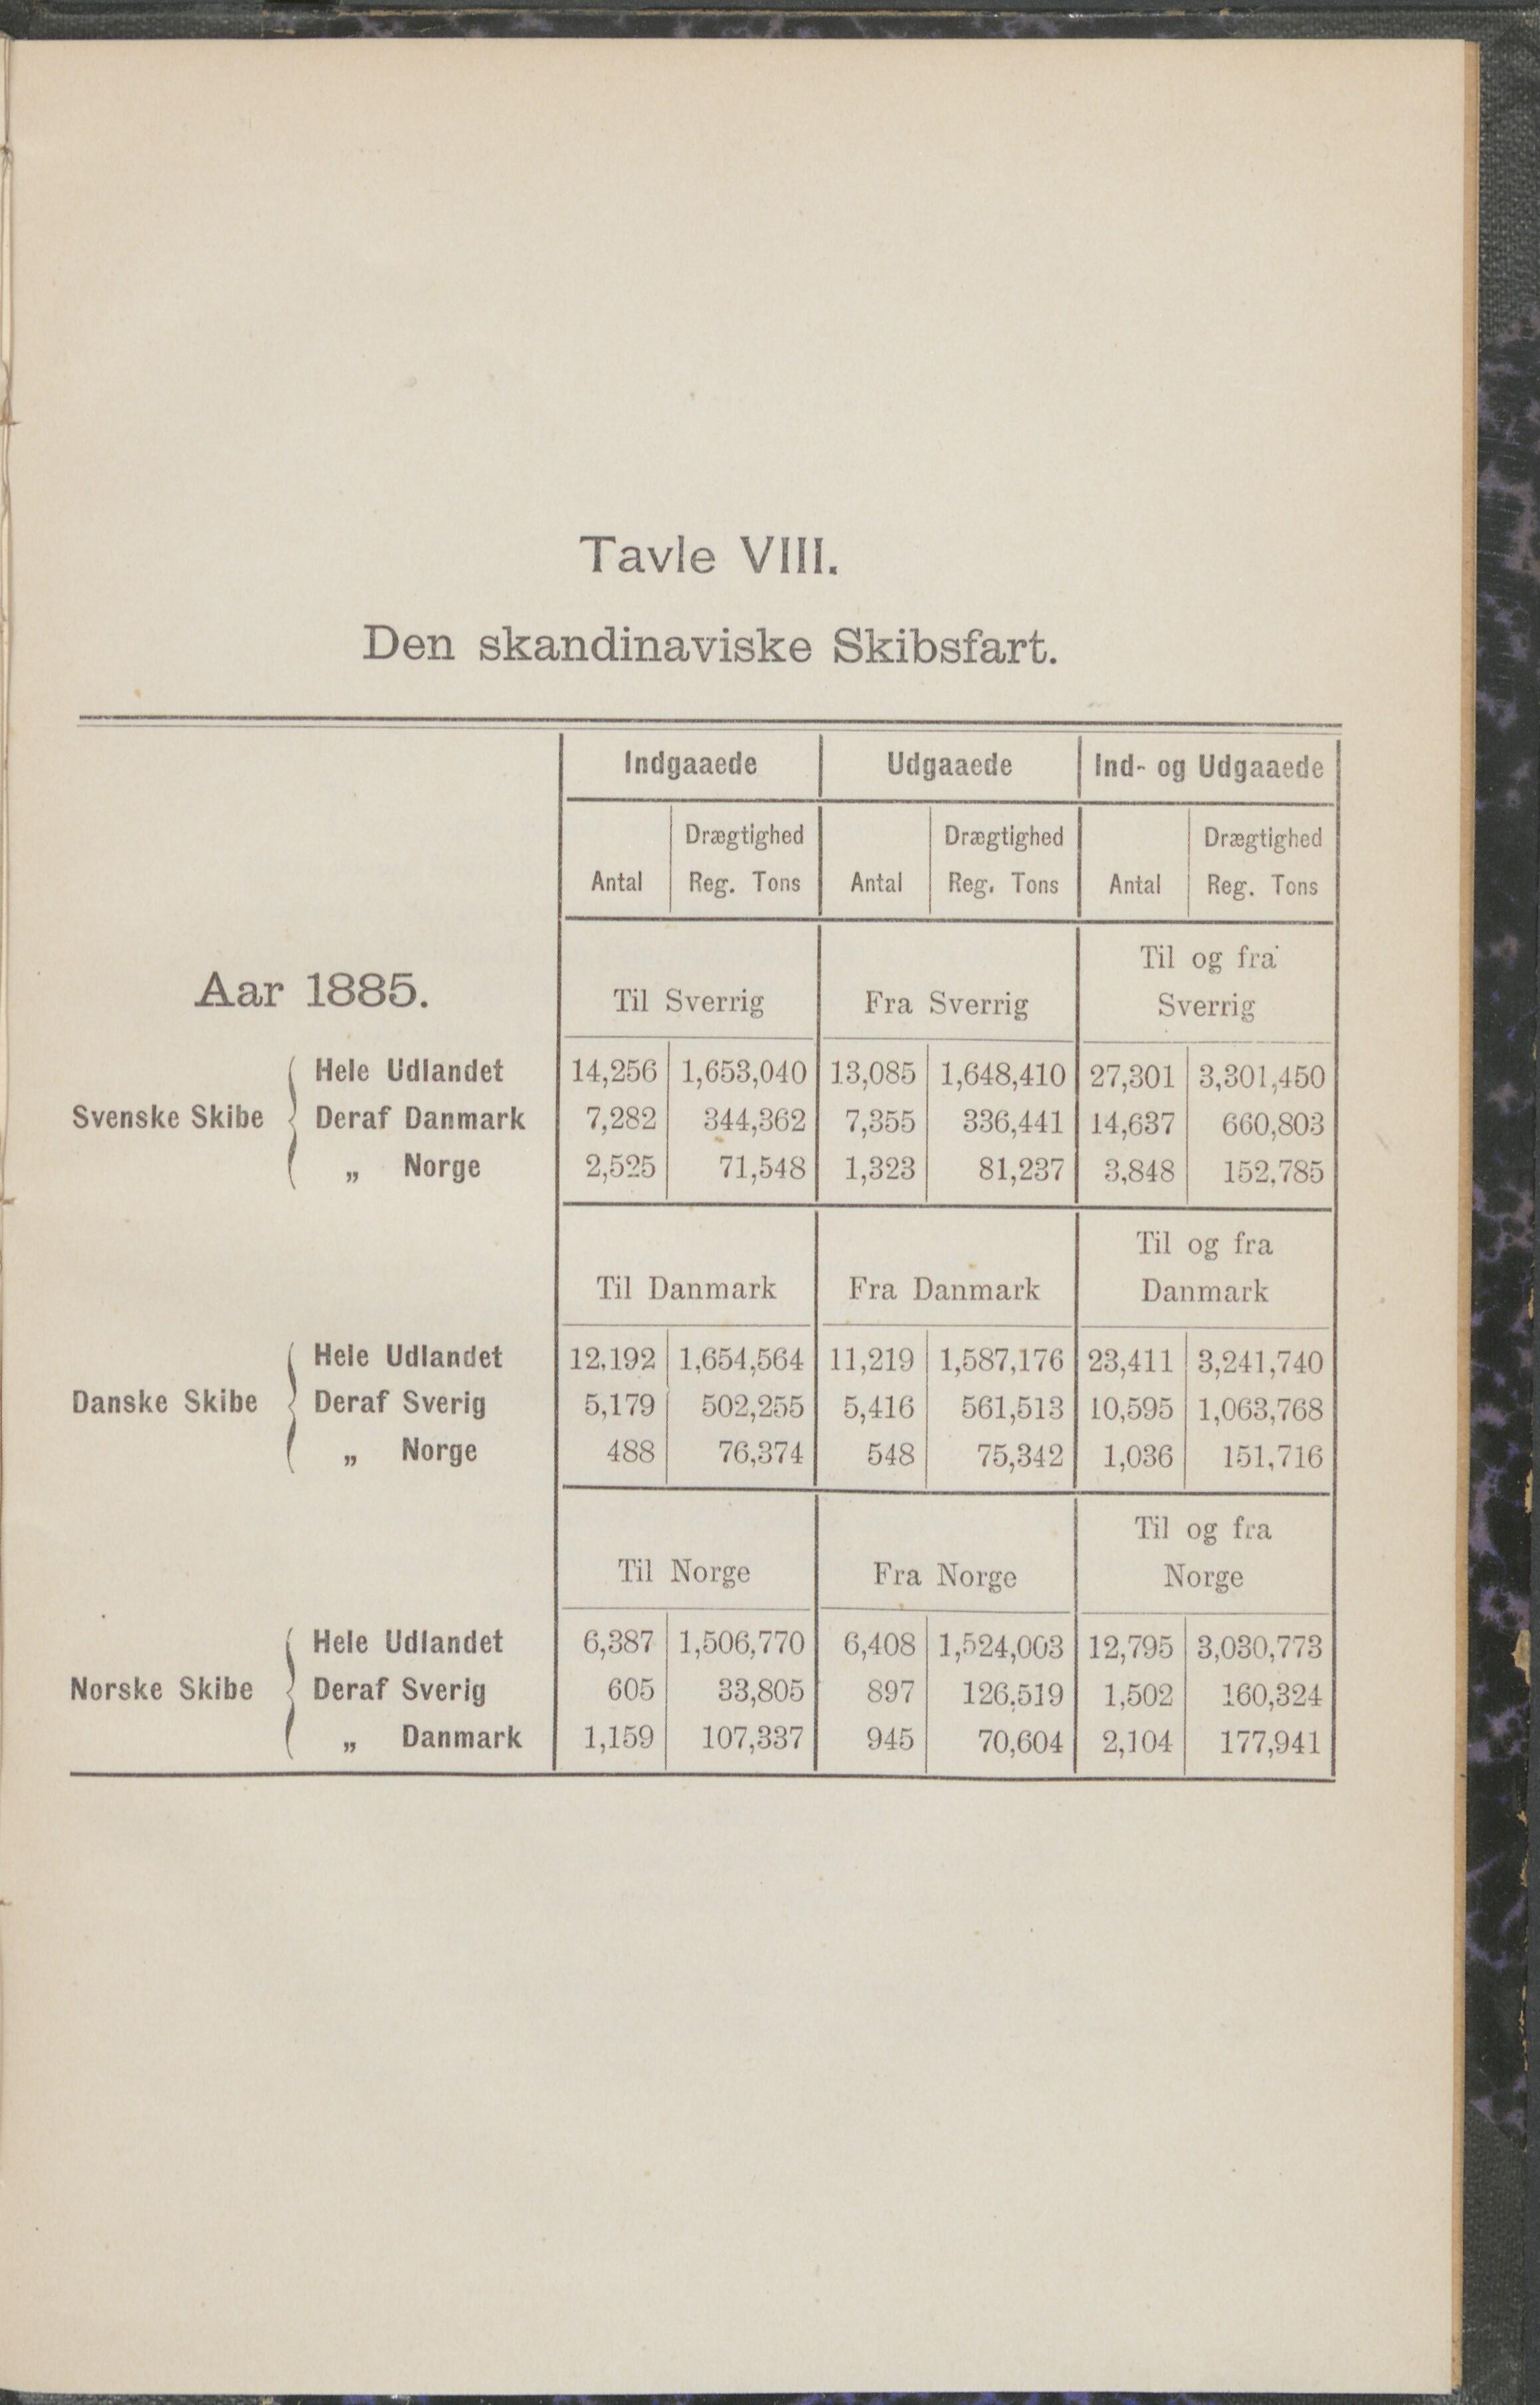 Tavle VIII.
Den skandinaviske Skibsfart.
Indgaaede Udgaaede Ind- og Udgaaede
Drægtighed Drægtighed Drægtighed
Antal Reg. Tons Antal Reg. Tons Antal Reg. Tons
Til og fra
Aar 1885. Til Sverrig Fra Sverrig Sverrig
Hele Udlandet 14,256 1,653,040 13,085 1,648,410 27,301 3,301,450
Svenske Skibe Deraf Danmark 7,282 344,362 7,355 336,441 14,637 660,803
„ Norge 2,525 71,548 1,323 81,237 3,848 152,785
Til og fra
Til Danmark Fra Danmark Danmark
Hele Udlandet 12,192 1,654,564 11,219 1,587,176 23,411 3,241,740
Danske Skibe Deraf Sverig 5,179 502,255 5,416 561,513 10,595 1,063,768
„ Norge 488 76,374 548 75,342 1,036 151,716
Til og fra
Til Norge Fra Norge Norge
Hele Udlandet 6,387 1,506,770 6,408 1,524,003 12,795 3,030,773
Norske Skibe Deraf Sverig 605 33,805 897 126,519 1,502 160,324
„ Danmark 1,159 107,337 945 70,604 2,104 177,941